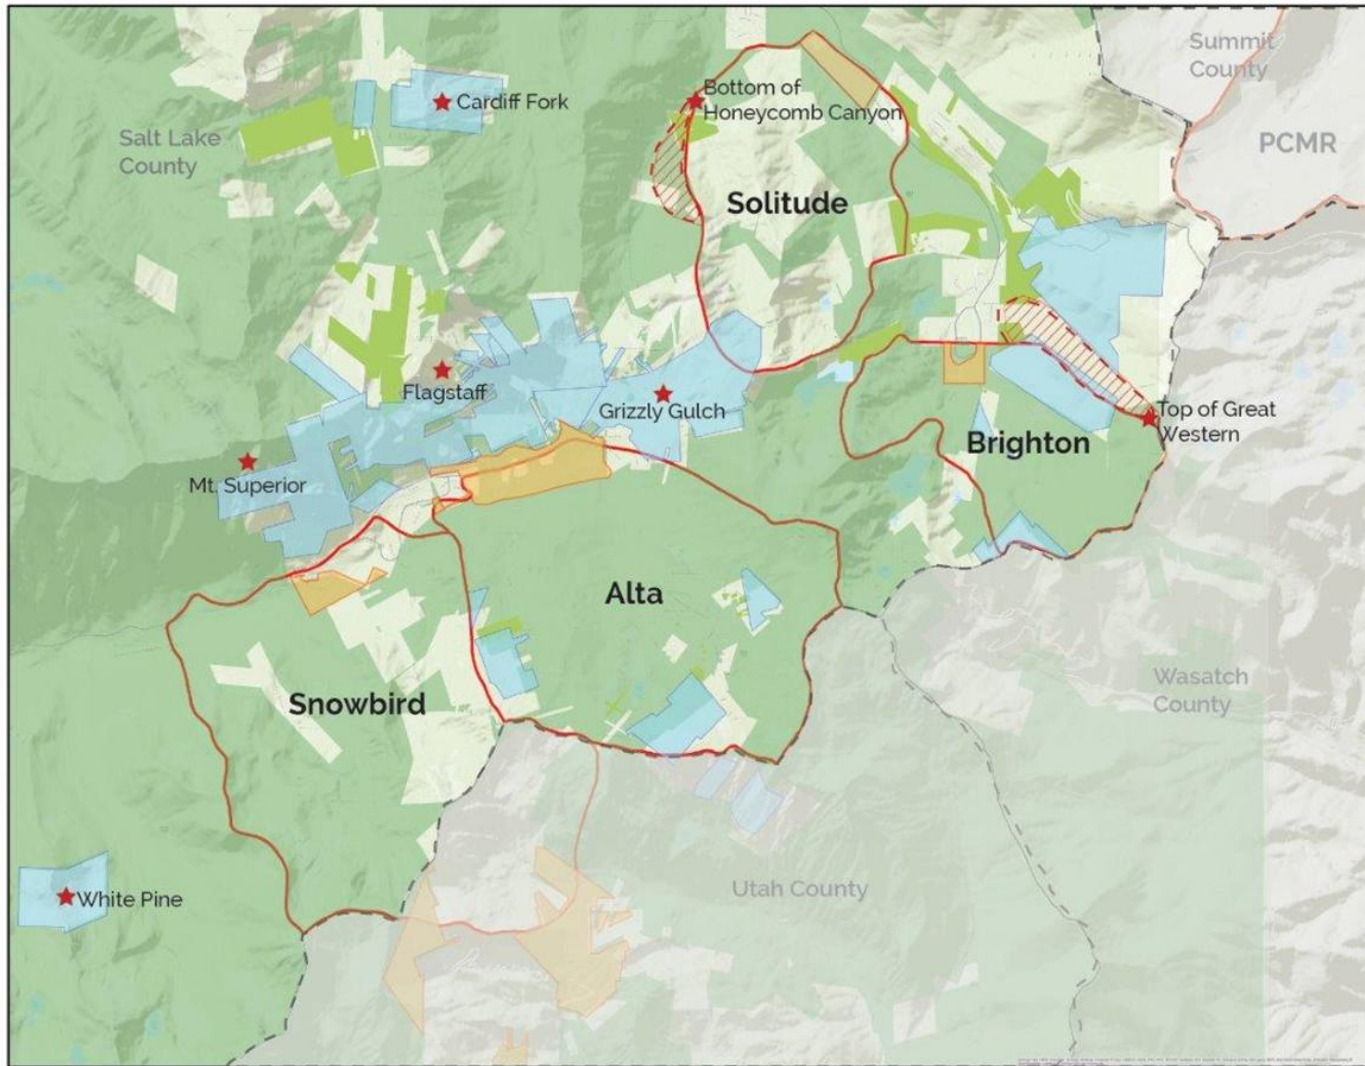 Summit
County
PCMR
Bottom of
Honeycomb Canyon
Cardiff Fork
Salt Lake
County
Solitude
Flagstaff
Grizzly Gulch
Top of Great
Western
Brighton
Mt. Superior
Alta
Snowbird
Wasatch
County
Utah County
White Pine